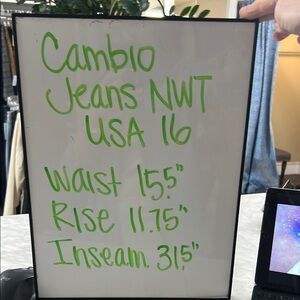 Cambio
Jeans NWT
USA 16
Waist 15.5"
Rise 11.75"
Inseam. 31.5"